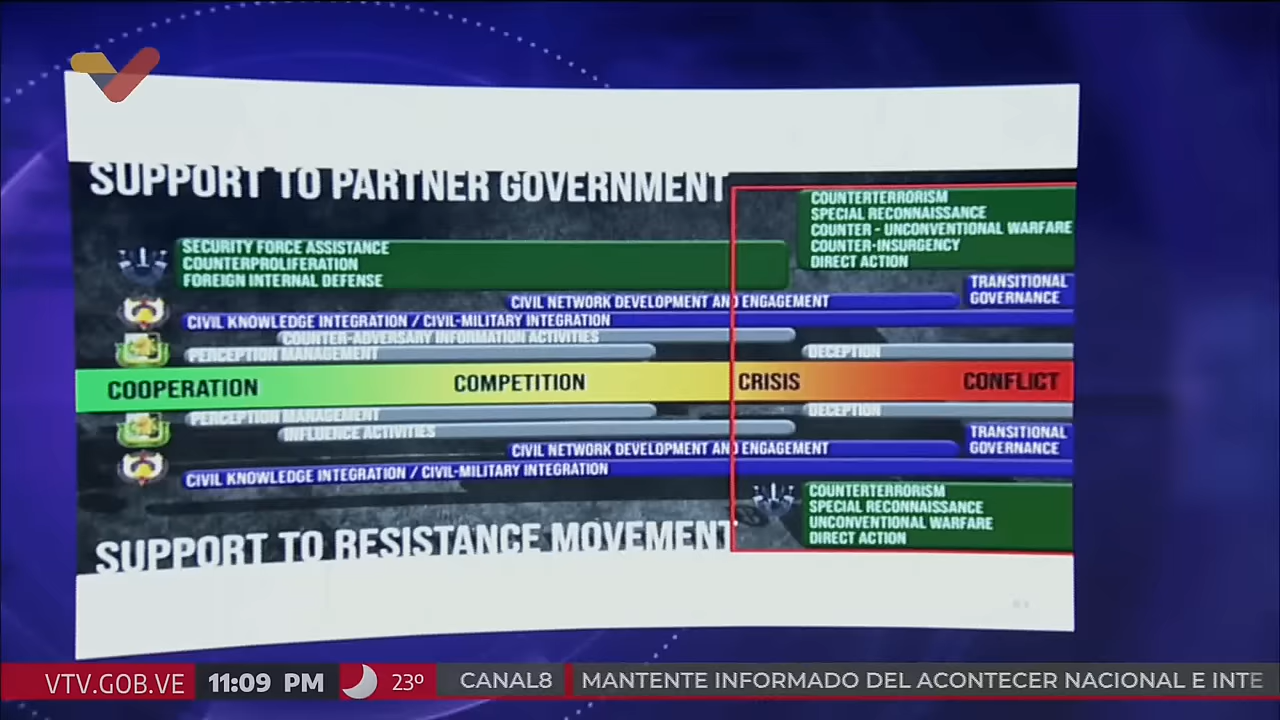 SUPPORT TO PARTNER GOVERNMENT
COUNTERTERRORISM
SPECIAL RECONNAISSANCE
COUNTER - UNCONVENTIONAL WARFARE
COUNTER-INSURGENCY
DIRECT ACTION
SECURITY FORCE ASSISTANCE
COUNTERPROLIFERATION
FOREIGN INTERNAL DEFENSE
TRANSITIONAL
GOVERNANCE
CIVIL NETWORK DEVELOPMENT AND ENGAGEMENT
CIVIL KNOWLEDGE INTEGRATION / CIVIL-MILITARY INTEGRATION
COUNTER-ADVERSARY INFORMATION ACTIVITIES
PERCEPTION MANAGEMENT
DECEPTION
COOPERATION
COMPETITION
CRISIS
CONFLICT
PERCEPTION MANAGEMENT
DECEPTION
INFLUENCE ACTIVITIES
TRANSITIONAL
GOVERNANCE
CIVIL NETWORK DEVELOPMENT AND ENGAGEMENT
CIVIL KNOWLEDGE INTEGRATION / CIVIL-MILITARY INTEGRATION
COUNTERTERRORISM
SPECIAL RECONNAISSANCE
UNCONVENTIONAL WARFARE
DIRECT ACTION
SUPPORT TO RESISTANCE MOVEMENT
VTV.GOB.VE
11:09 PM
23º
CANAL8
MANTENTE INFORMADO DEL ACONTECER NACIONAL E INTE